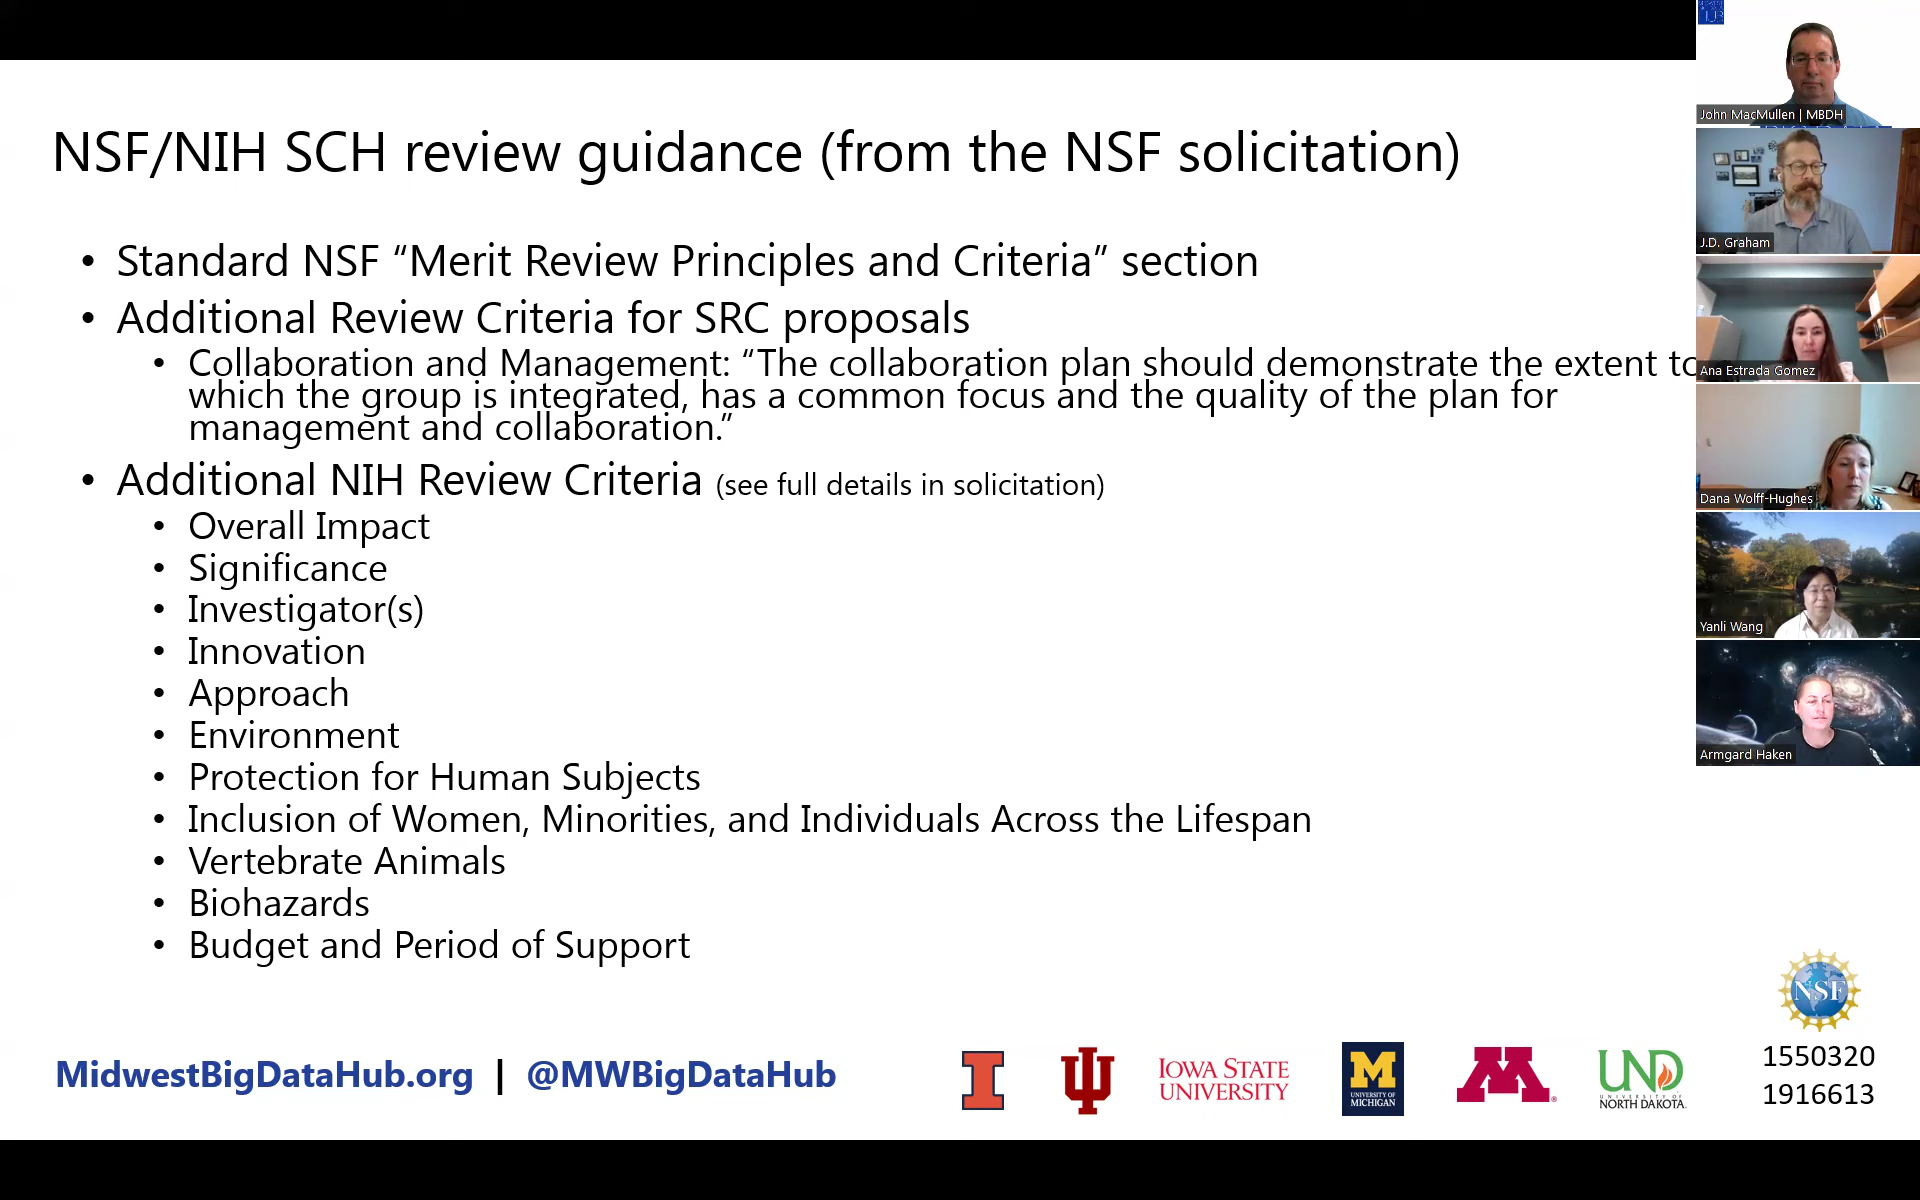 NSF/NIH SCH review guidance (from the NSF solicitation)
• Standard NSF “Merit Review Principles and Criteria” section
• Additional Review Criteria for SRC proposals
• Collaboration and Management: “The collaboration plan should demonstrate the extent to
which the group is integrated, has a common focus and the quality of the plan for
management and collaboration.”
• Additional NIH Review Criteria (see full details in solicitation)
• Overall Impact
• Significance
• Investigator(s)
• Innovation
• Approach
• Environment
• Protection for Human Subjects
• Inclusion of Women, Minorities, and Individuals Across the Lifespan
• Vertebrate Animals
• Biohazards
• Budget and Period of Support
MidwestBigDataHub.org | @MWBigDataHub
I
IOWA STATE
UNIVERSITY
M
UNIVERSITY OF
MICHIGAN
M
UND
UNIVERSITY OF
NORTH DAKOTA
NSF
1550320
1916613
John MacMullen | MBDH
J.D. Graham
Ana Estrada Gomez
Dana Wolff-Hughes
Yanli Wang
Armgard Haken